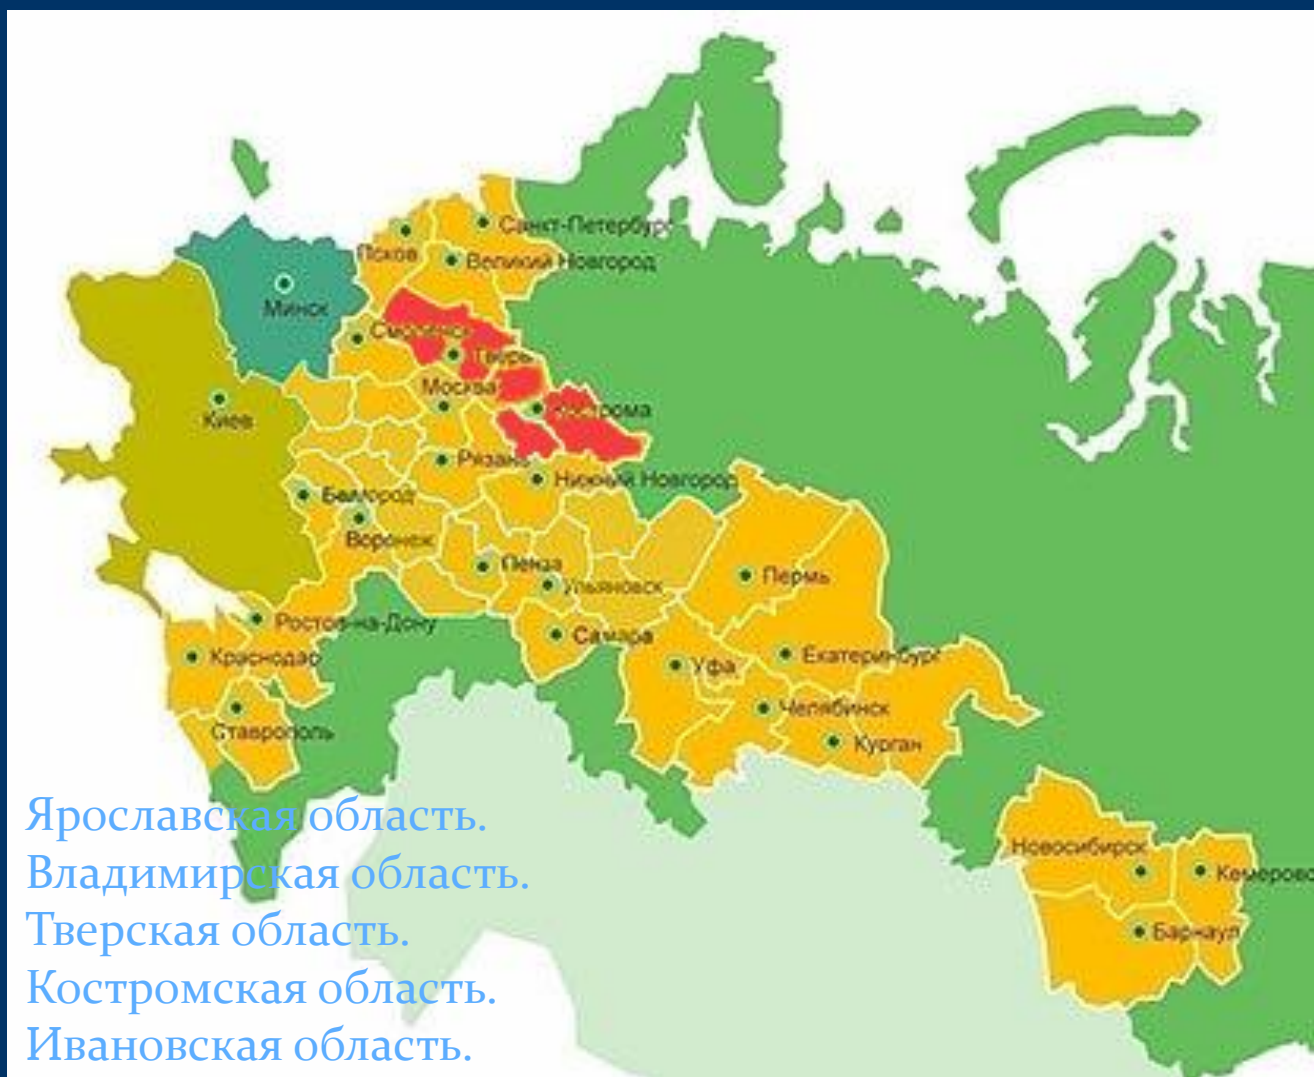 Санкт-Петербург
Псков
Великий Новгород
Минск
Смоленск
Тверь
Москва
Киев
Кострома
Рязань
Нижний Новгород
Белгород
Воронеж
Пенза
Ульяновск
Пермь
Ростов-на-Дону
Самара
Краснодар
Уфа
Екатеринбург
Челябинск
Ставрополь
Курган
Ярославская область.
Владимирская область.
Тверская область.
Костромская область.
Ивановская область.
Новосибирск
Кемерово
Барнаул